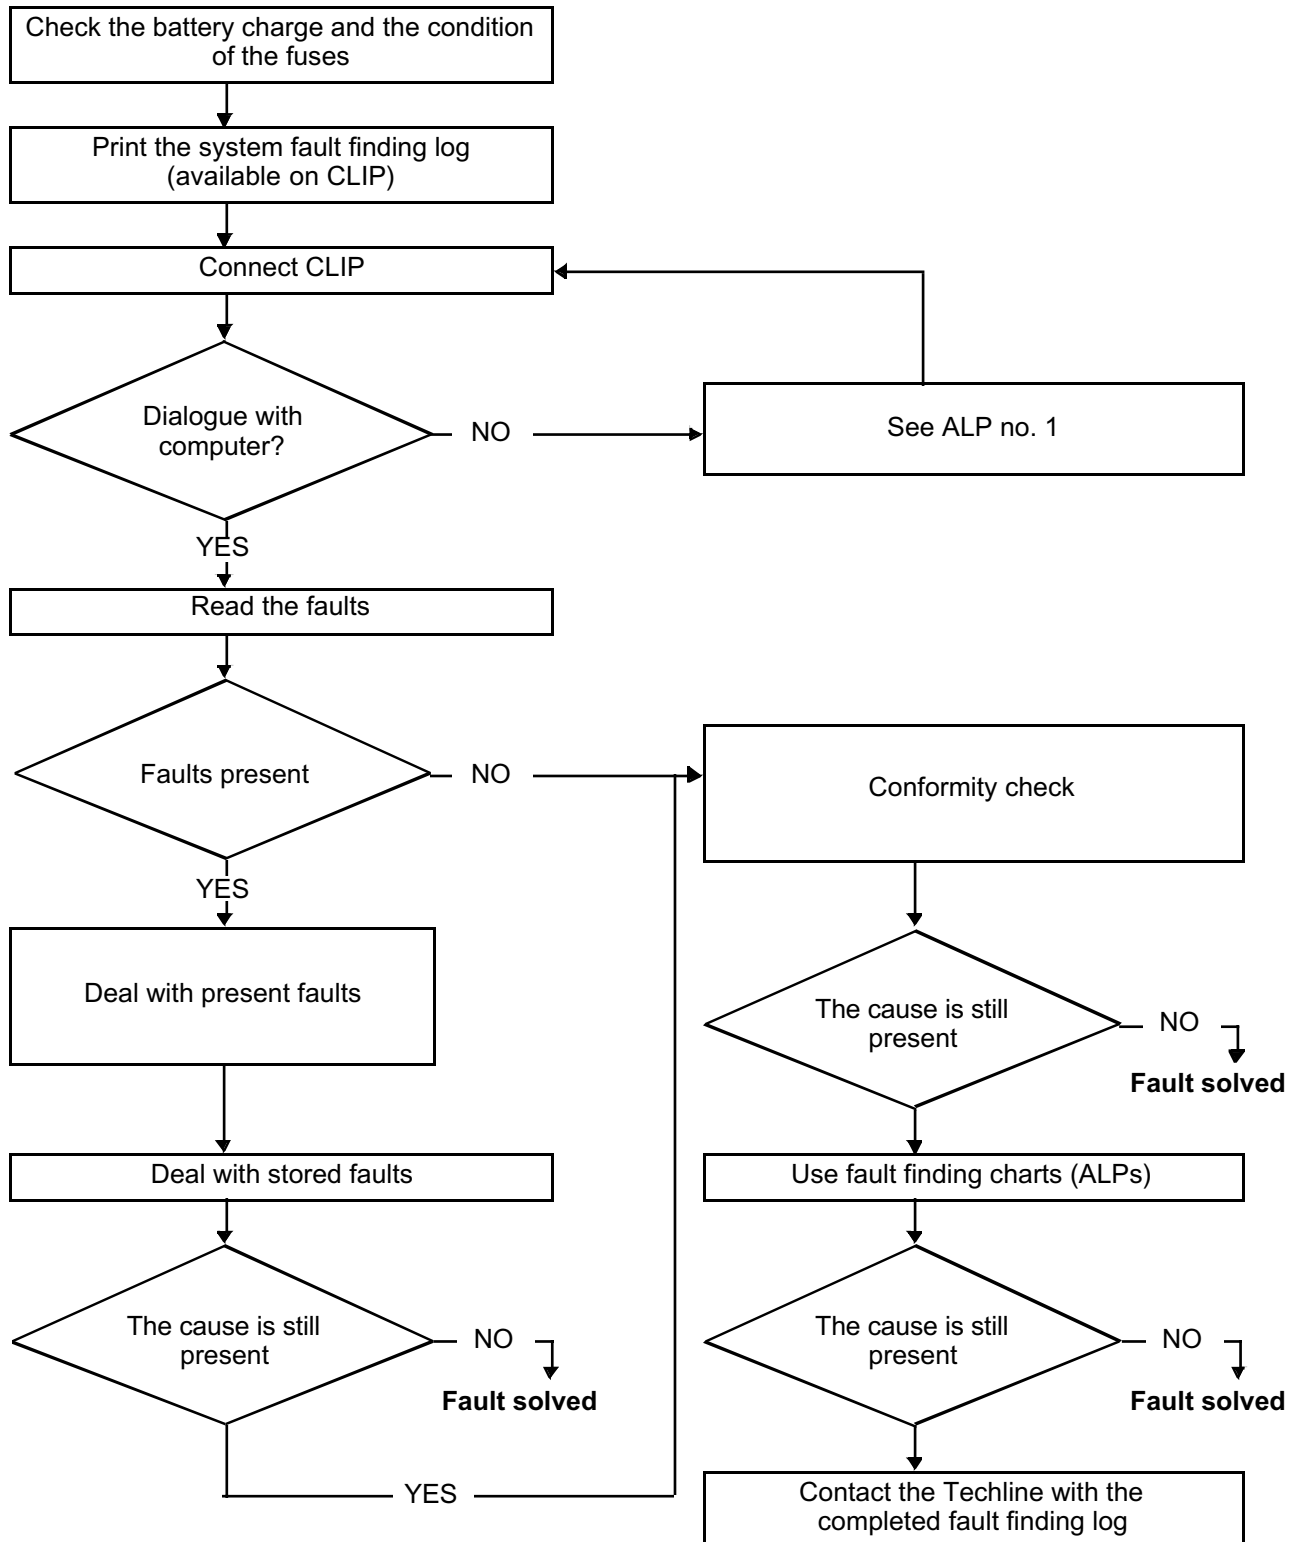 Check the battery charge and the condition
of the fuses
Print the system fault finding log
(available on CLIP)
Connect CLIP
Dialogue with
computer?
NO
See ALP no. 1
YES
Read the faults
Faults present
NO
Conformity check
YES
Deal with present faults
The cause is still
present
NO
Fault solved
Deal with stored faults
Use fault finding charts (ALPs)
The cause is still
present
NO
Fault solved
The cause is still
present
NO
Fault solved
YES
Contact the Techline with the
completed fault finding log